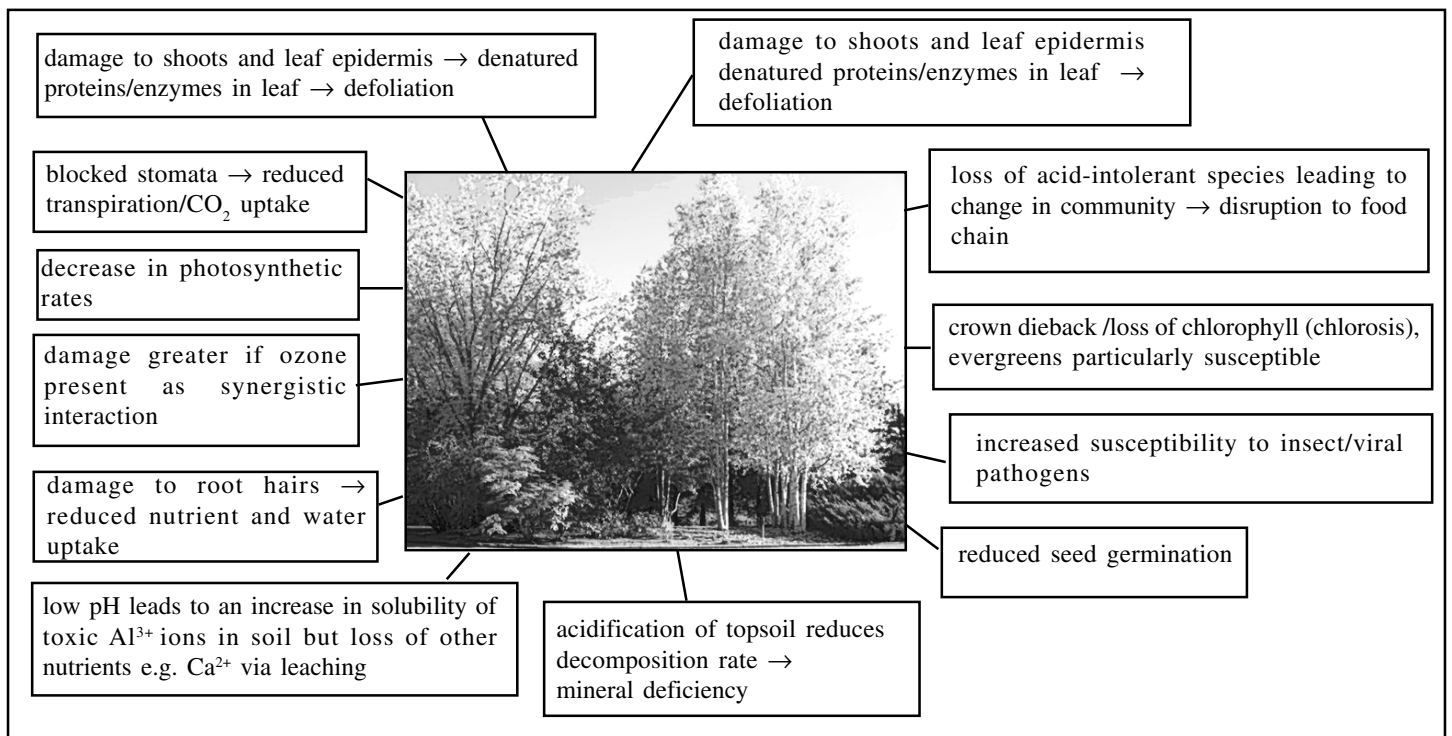 damage to shoots and leaf epidermis → denatured
proteins/enzymes in leaf → defoliation
damage to shoots and leaf epidermis
denatured proteins/enzymes in leaf →
defoliation
blocked stomata → reduced
transpiration/CO₂ uptake
loss of acid-intolerant species leading to
change in community → disruption to food
chain
decrease in photosynthetic
rates
crown dieback /loss of chlorophyll (chlorosis),
evergreens particularly susceptible
damage greater if ozone
present as synergistic
interaction
increased susceptibility to insect/viral
pathogens
damage to root hairs →
reduced nutrient and water
uptake
reduced seed germination
low pH leads to an increase in solubility of
toxic Al³⁺ ions in soil but loss of other
nutrients e.g. Ca²⁺ via leaching
acidification of topsoil reduces
decomposition rate →
mineral deficiency